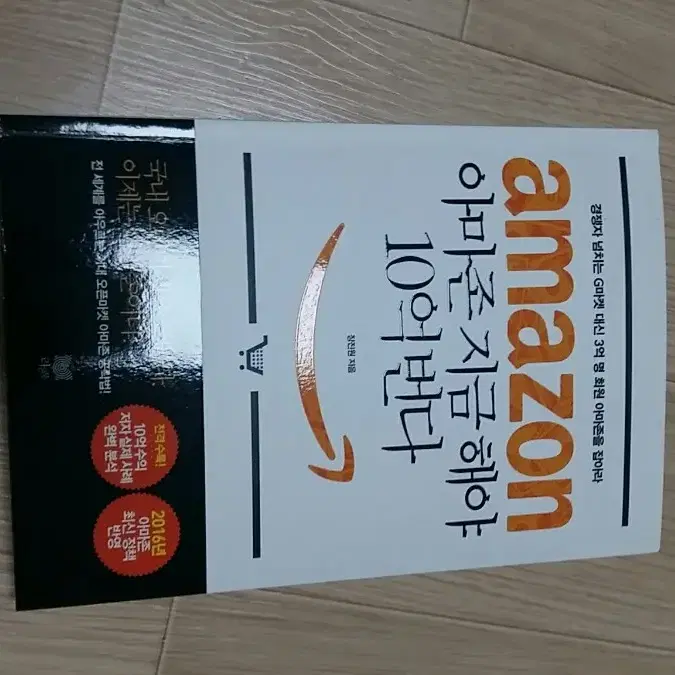 경쟁자 넘치는 G마켓 대신 3억 명 회원 아마존을 잡아라
amazon
아마존 지금 해야
10억 번다
장진원 지음
국내
이제는
전 세계를 아우르는 오픈마켓 아마존 공략법!
전격 수록!
10억 수익
저자 실제 사례
완벽 분석
2016년
아마존
최신 정책
반영